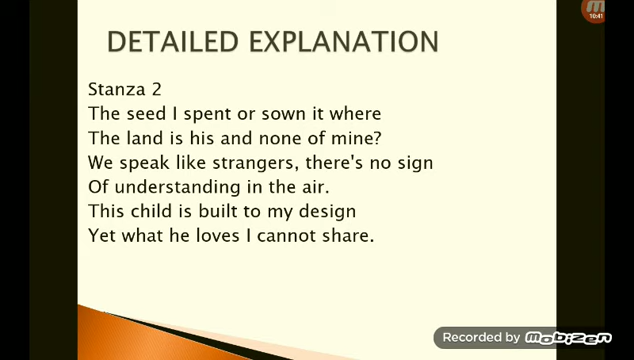 10:41
DETAILED EXPLANATION
Stanza 2
The seed I spent or sown it where
The land is his and none of mine?
We speak like strangers, there's no sign
Of understanding in the air.
This child is built to my design
Yet what he loves I cannot share.
Recorded by Mobizen